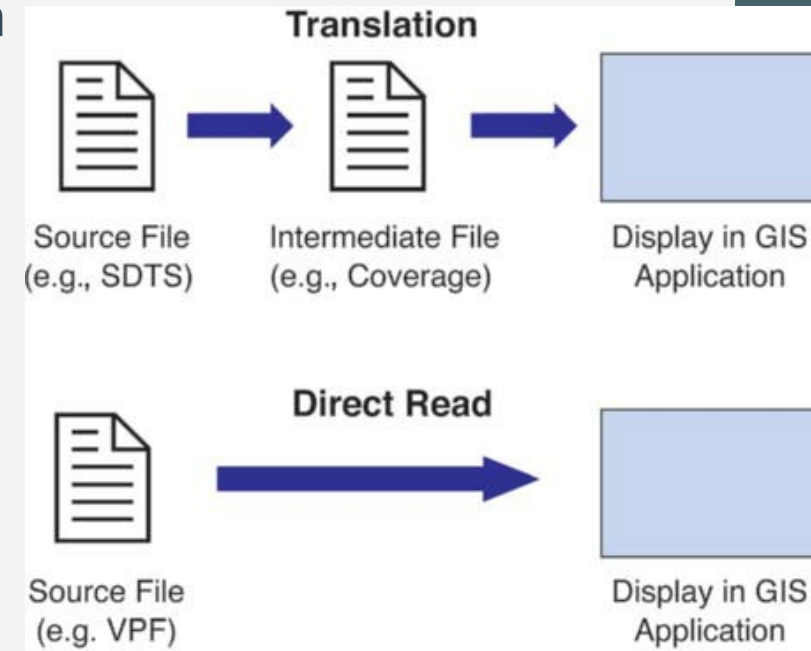 Translation
Source File
(e.g., SDTS)
Intermediate File
(e.g., Coverage)
Display in GIS
Application
Direct Read
Source File
(e.g. VPF)
Display in GIS
Application